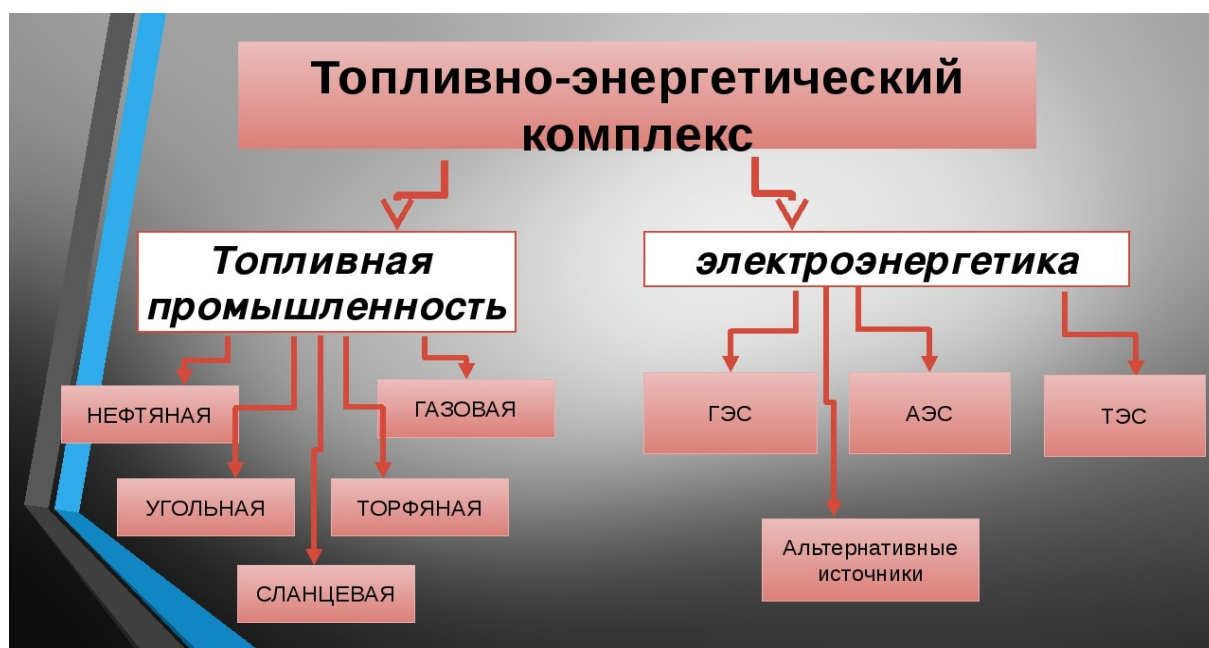 Топливно-энергетический
комплекс
Топливная
промышленность
электроэнергетика
НЕФТЯНАЯ
ГАЗОВАЯ
УГОЛЬНАЯ
ТОРФЯНАЯ
СЛАНЦЕВАЯ
ГЭС
АЭС
ТЭС
Альтернативные
источники